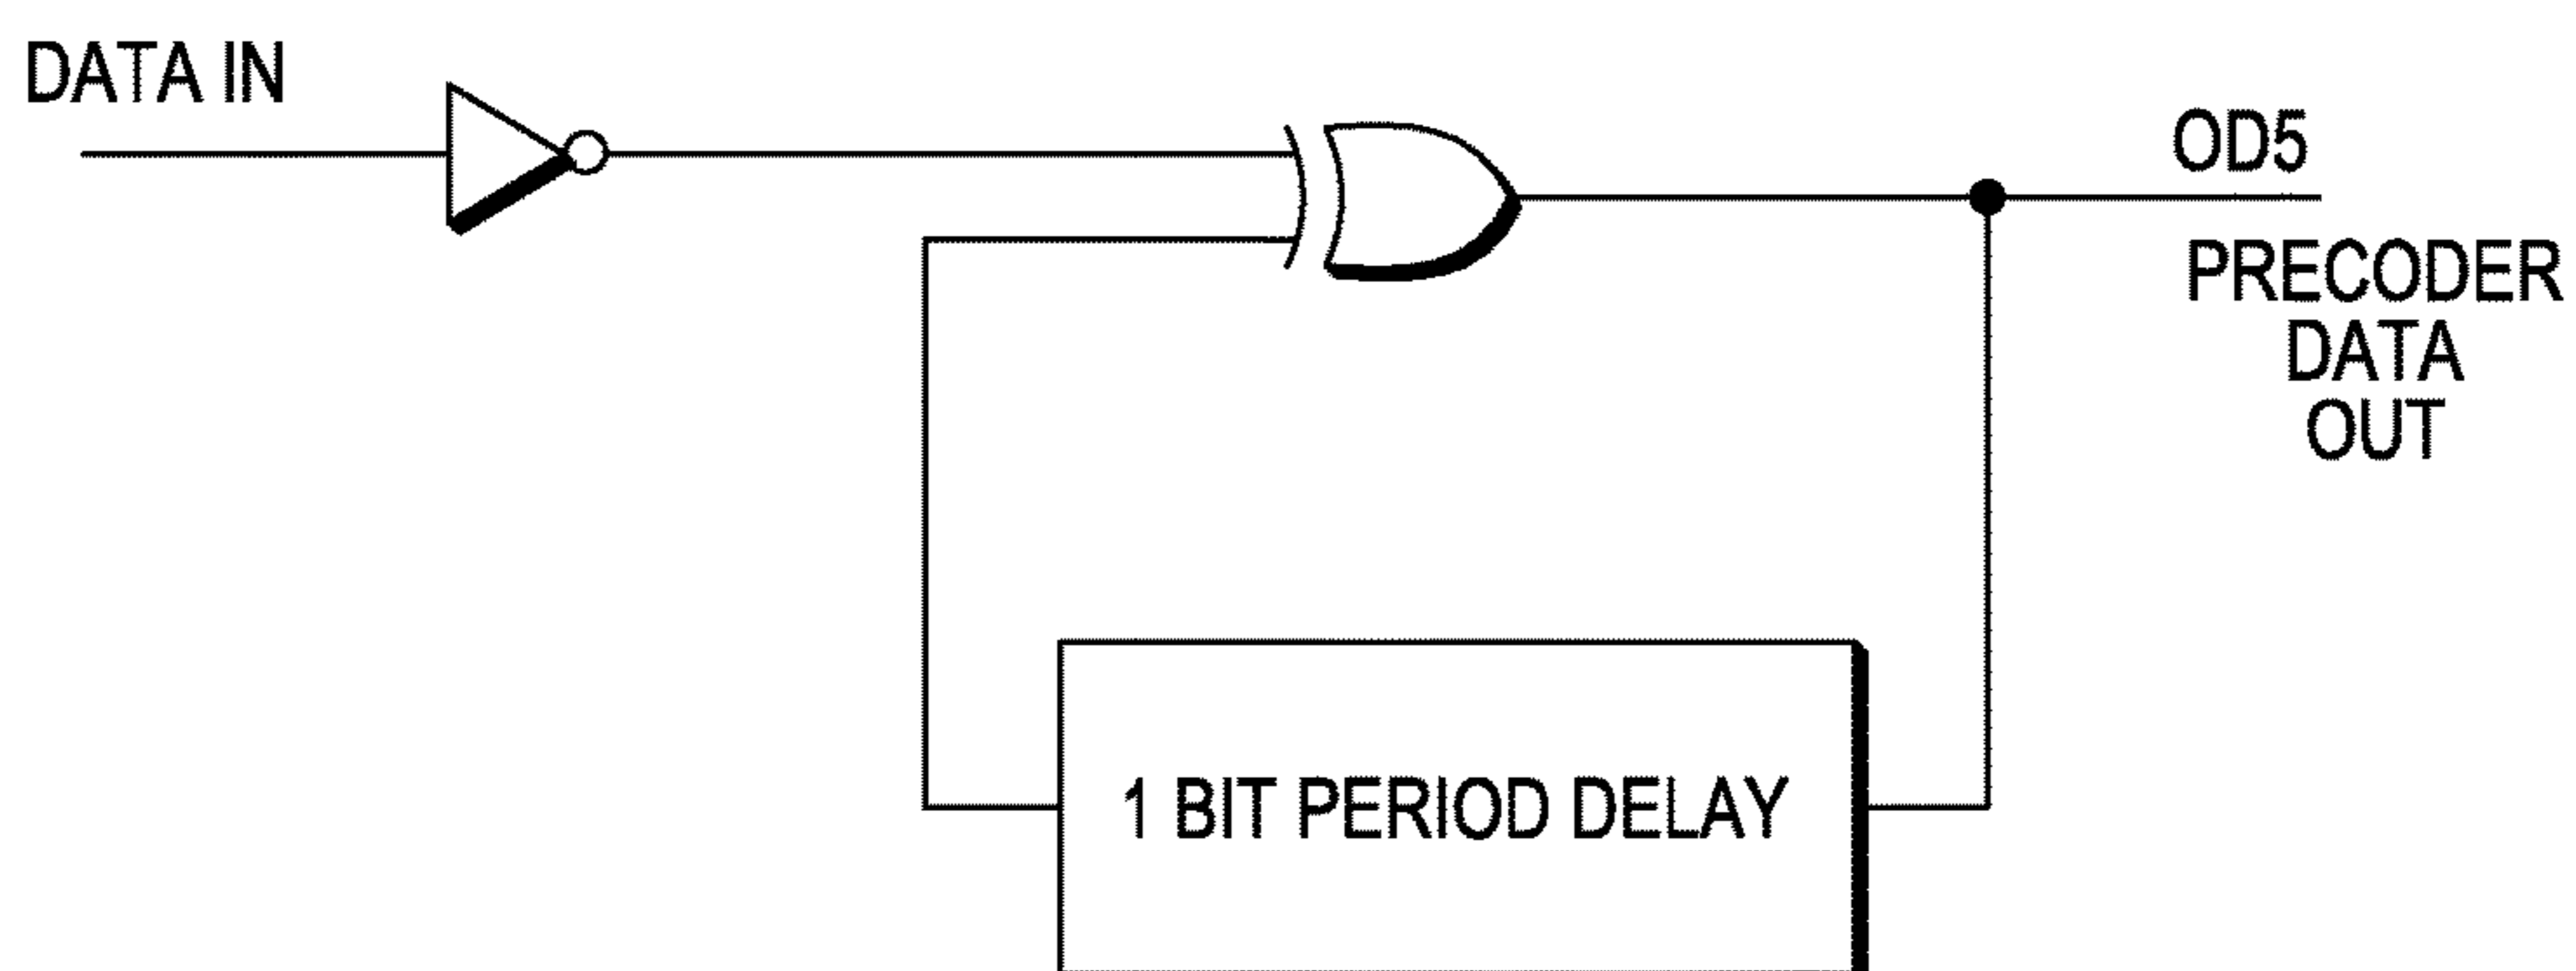 DATA IN
OD5
PRECODER
DATA
OUT
1 BIT PERIOD DELAY